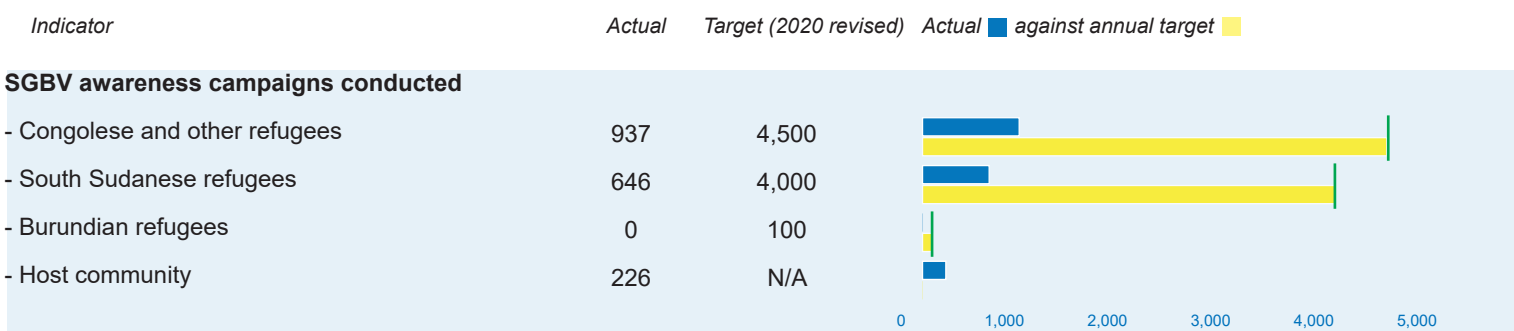 Indicator Actual Target (2020 revised) Actual against annual target
SGBV awareness campaigns conducted
- Congolese and other refugees 937 4,500
- South Sudanese refugees 646 4,000
- Burundian refugees 0 100
- Host community 226 N/A
0 1,000 2,000 3,000 4,000 5,000